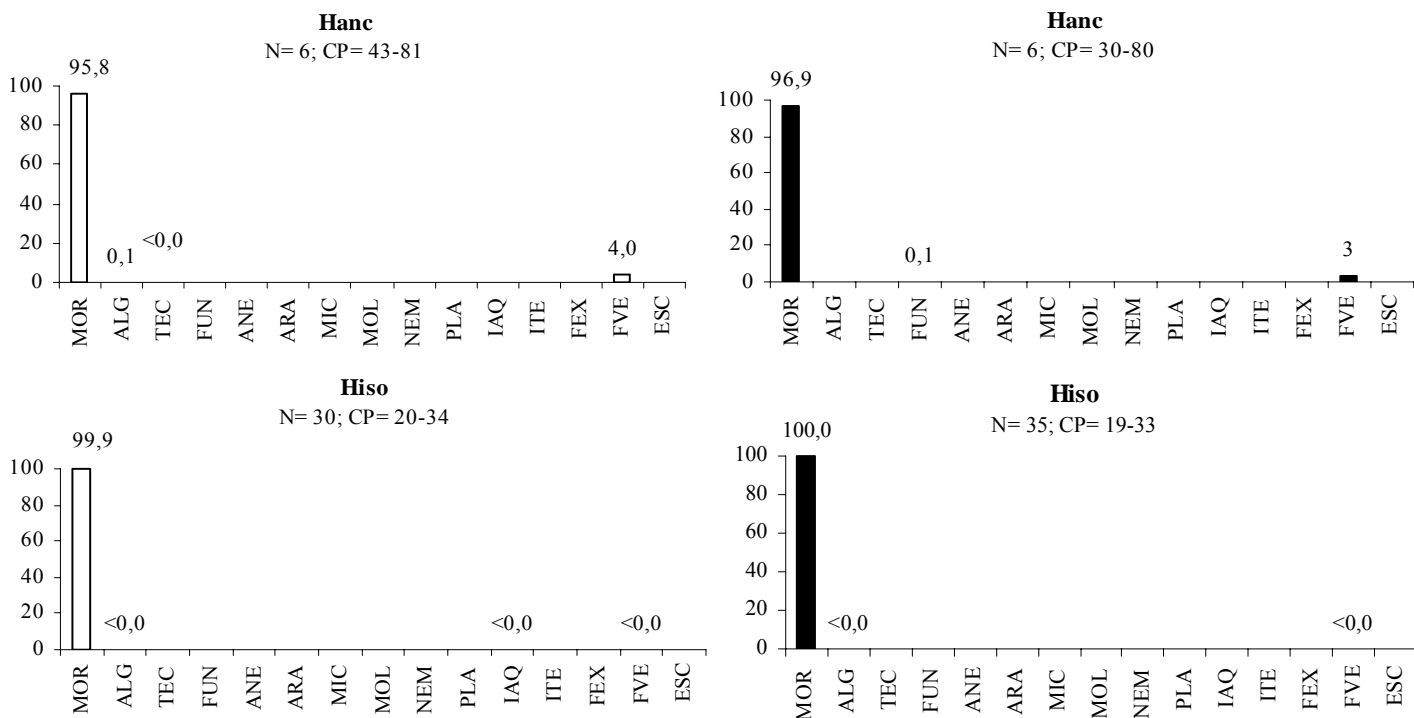 Hanc
N= 6; CP= 43-81
95,8
100
80
60
40
20
0
0,1
<0,0
4,0
MOR
ALG
TEC
FUN
ANE
ARA
MIC
MOL
NEM
PLA
IAQ
ITE
FEX
FVE
ESC
Hanc
N= 6; CP= 30-80
96,9
100
80
60
40
20
0
0,1
3
MOR
ALG
TEC
FUN
ANE
ARA
MIC
MOL
NEM
PLA
IAQ
ITE
FEX
FVE
ESC
Hiso
N= 30; CP= 20-34
99,9
100
80
60
40
20
0
<0,0
<0,0
<0,0
MOR
ALG
TEC
FUN
ANE
ARA
MIC
MOL
NEM
PLA
IAQ
ITE
FEX
FVE
ESC
Hiso
N= 35; CP= 19-33
100,0
100
80
60
40
20
0
<0,0
<0,0
MOR
ALG
TEC
FUN
ANE
ARA
MIC
MOL
NEM
PLA
IAQ
ITE
FEX
FVE
ESC